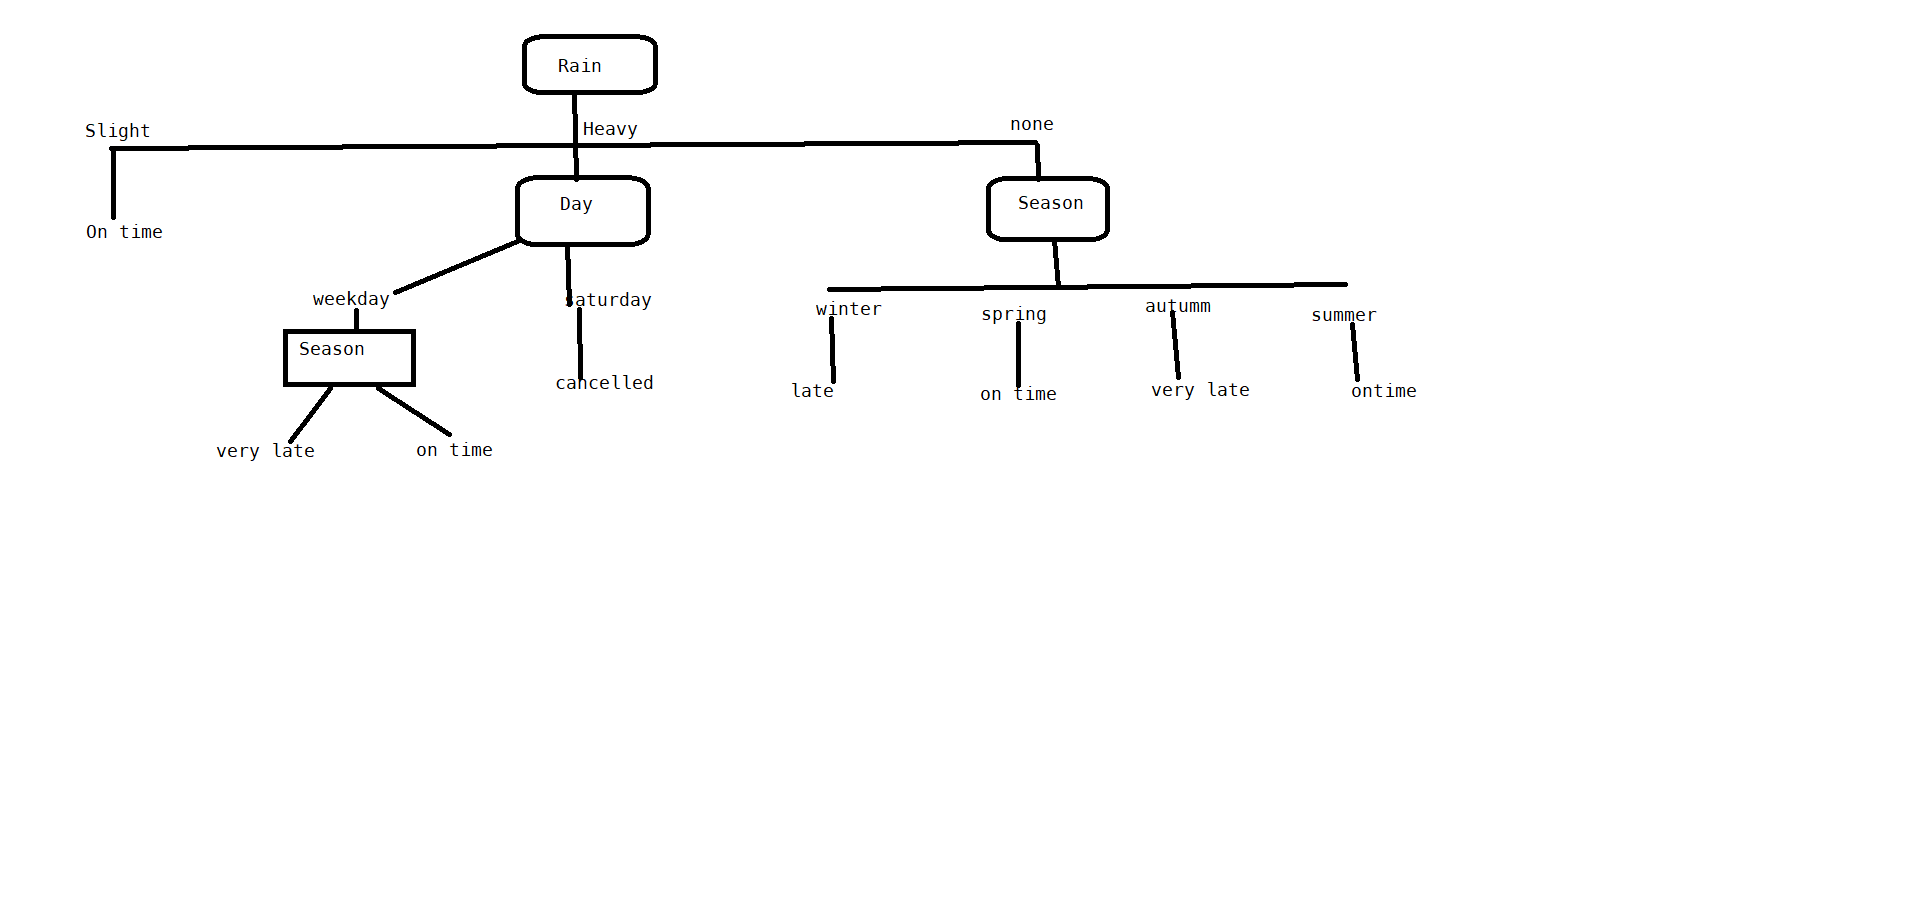 Rain
Slight
Heavy
none
Day
Season
On time
weekday
saturday
winter
spring
autumm
summer
Season
cancelled
late
on time
very late
ontime
very late
on time